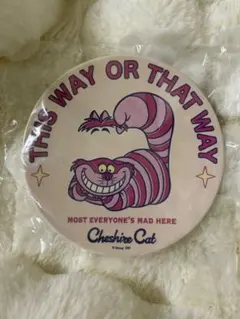 THIS WAY OR THAT WAY
MOST EVERYONE'S MAD HERE
Cheshire Cat